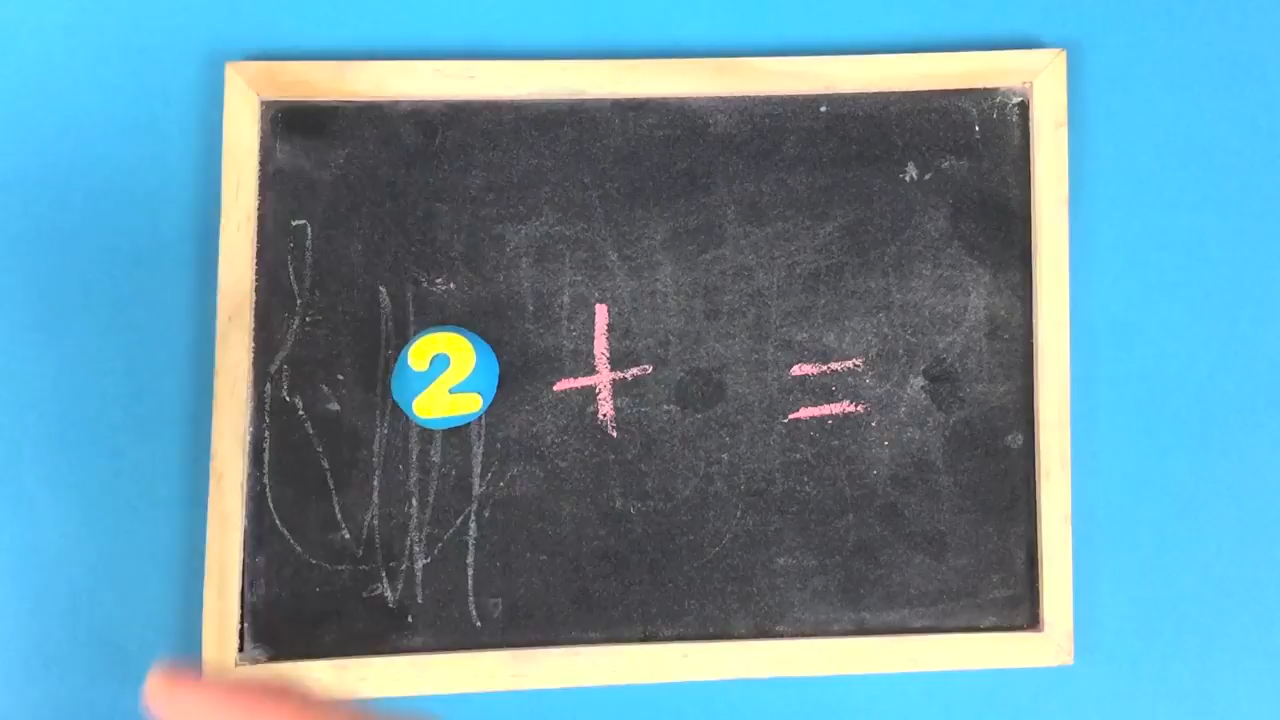 2 + =